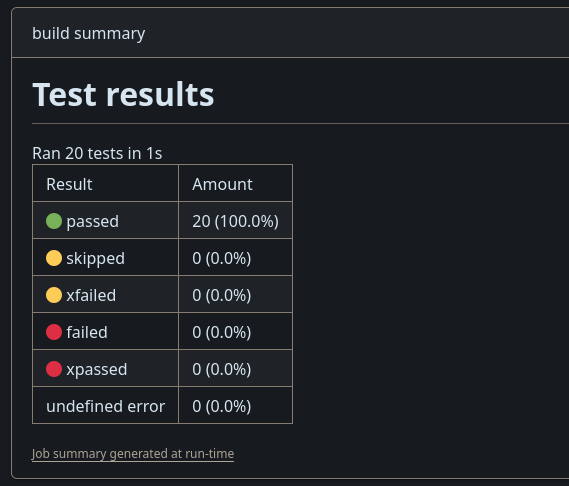 build summary
Test results
Ran 20 tests in 1s
Result Amount
passed 20 (100.0%)
skipped 0 (0.0%)
xfailed 0 (0.0%)
failed 0 (0.0%)
xpassed 0 (0.0%)
undefined error 0 (0.0%)
Job summary generated at run-time